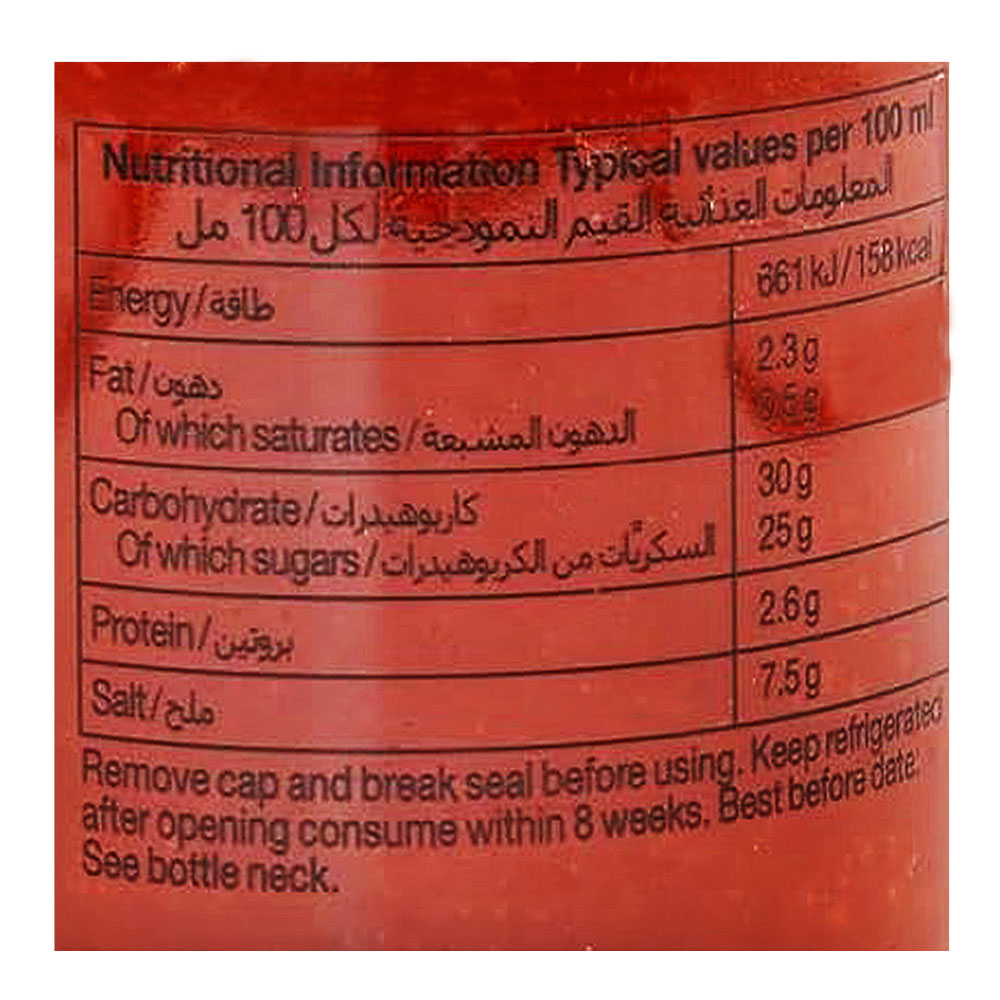 Nutritional Information Typical values per 100 ml
المعلومات الغذائية القيم النموذجية لكل 100 مل
Energy/طاقة 661 kJ/158 kcal
Fat/دهون 2.3g
Of which saturates/الدهون المشبعة
Carbohydrate/كاربوهيدرات 30g
Of which sugars/السكريّات من الكربوهيدرات 25g
Protein/بروتين 2.6g
Salt/ملح 7.5g
Remove cap and break seal before using. Keep refrigerated
after opening consume within 8 weeks. Best before date:
See bottle neck.